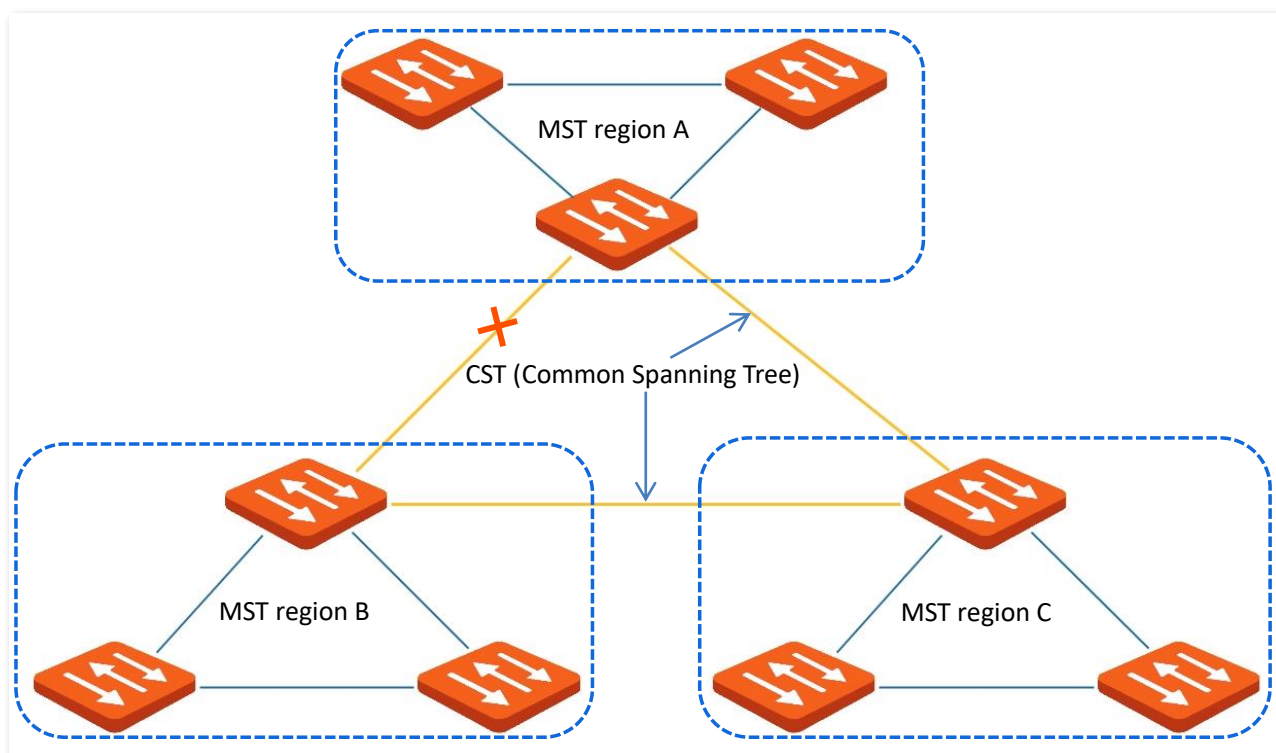 MST region A
CST (Common Spanning Tree)
MST region B
MST region C